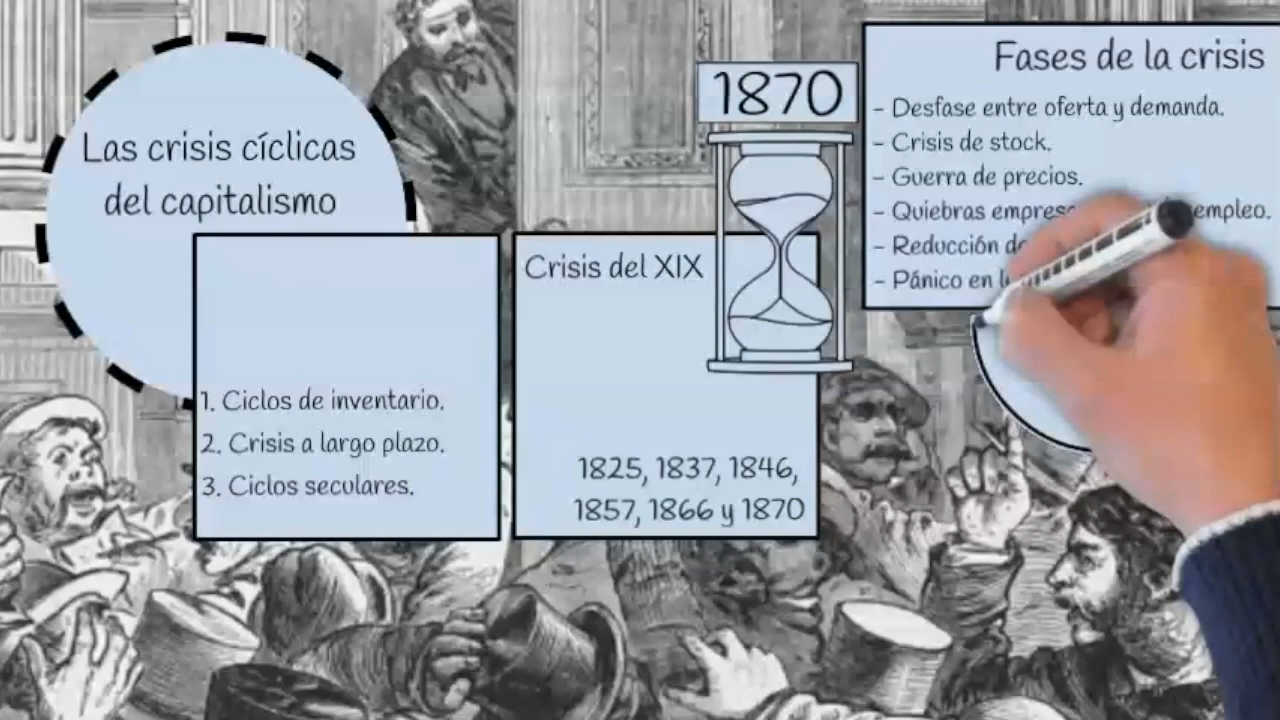 Las crisis cíclicas
del capitalismo
1. Ciclos de inventario.
2. Crisis a largo plazo.
3. Ciclos seculares.
Crisis del XIX
1825, 1837, 1846,
1857, 1866 y 1870
1870
Fases de la crisis
- Desfase entre oferta y demanda.
- Crisis de stock.
- Guerra de precios.
- Quiebras
- Reducción
- Pánico en